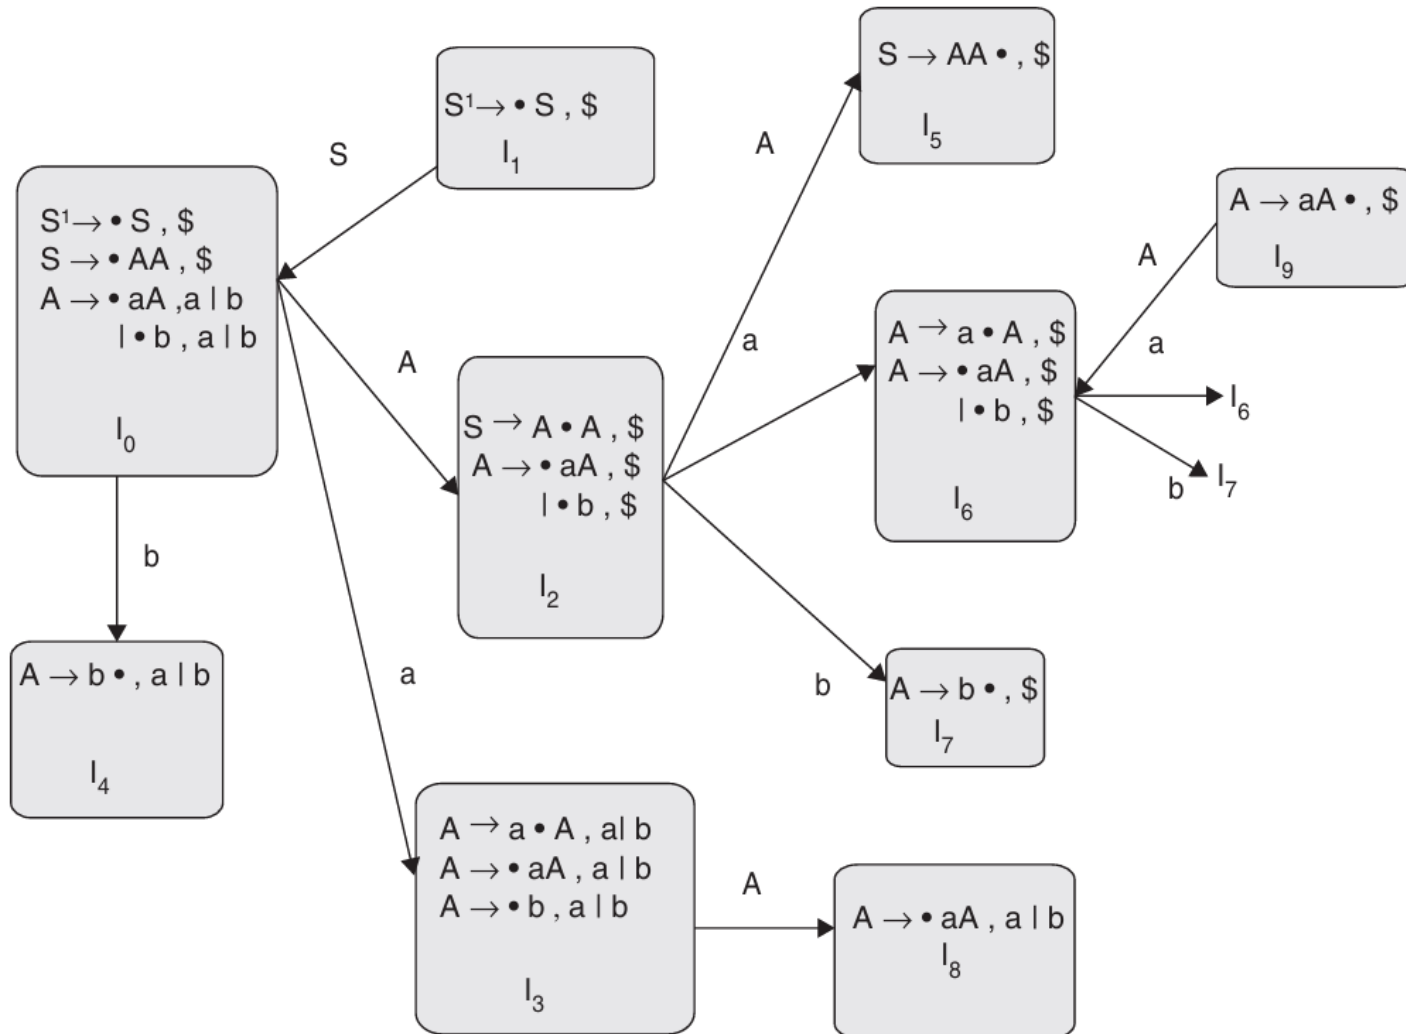 S → AA • , $
I₅
S¹→ • S , $
I₁
S
A
A → aA • , $
I₉
A
S¹→ • S , $
S → • AA , $
A → • aA ,a | b
| • b , a | b
I₀
A → a • A , $
A → • aA , $
| • b , $
I₆
a
a
I₆
b
I₇
A
S → A • A , $
A → • aA , $
| • b , $
I₂
b
A → b • , a | b
I₄
a
b
A → b • , $
I₇
A → a • A , a| b
A → • aA , a | b
A → • b , a | b
I₃
A
A → • aA , a | b
I₈